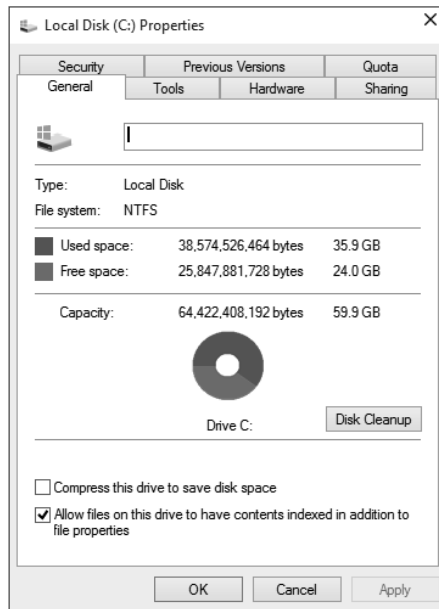 Local Disk (C:) Properties
Security Previous Versions Quota
General Tools Hardware Sharing
Type: Local Disk
File system: NTFS
Used space: 38,574,526,464 bytes 35.9 GB
Free space: 25,847,881,728 bytes 24.0 GB
Capacity: 64,422,408,192 bytes 59.9 GB
Drive C: Disk Cleanup
Compress this drive to save disk space
Allow files on this drive to have contents indexed in addition to
file properties
OK Cancel Apply